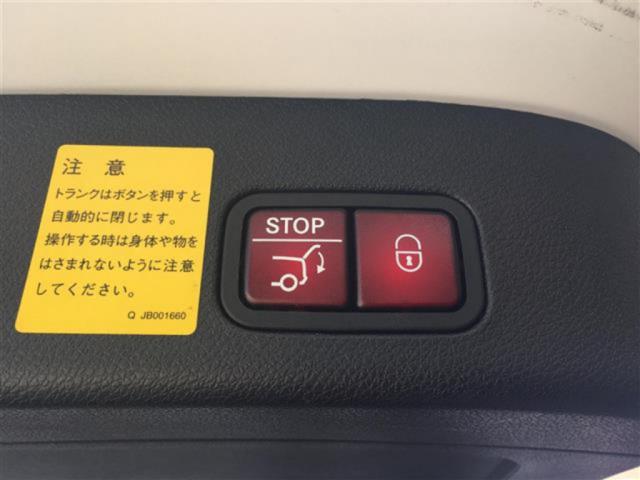 注 意
トランクはボタンを押すと
自動的に閉じます。
操作する時は身体や物を
はさまれないように注意
してください。
Q JB001660
STOP